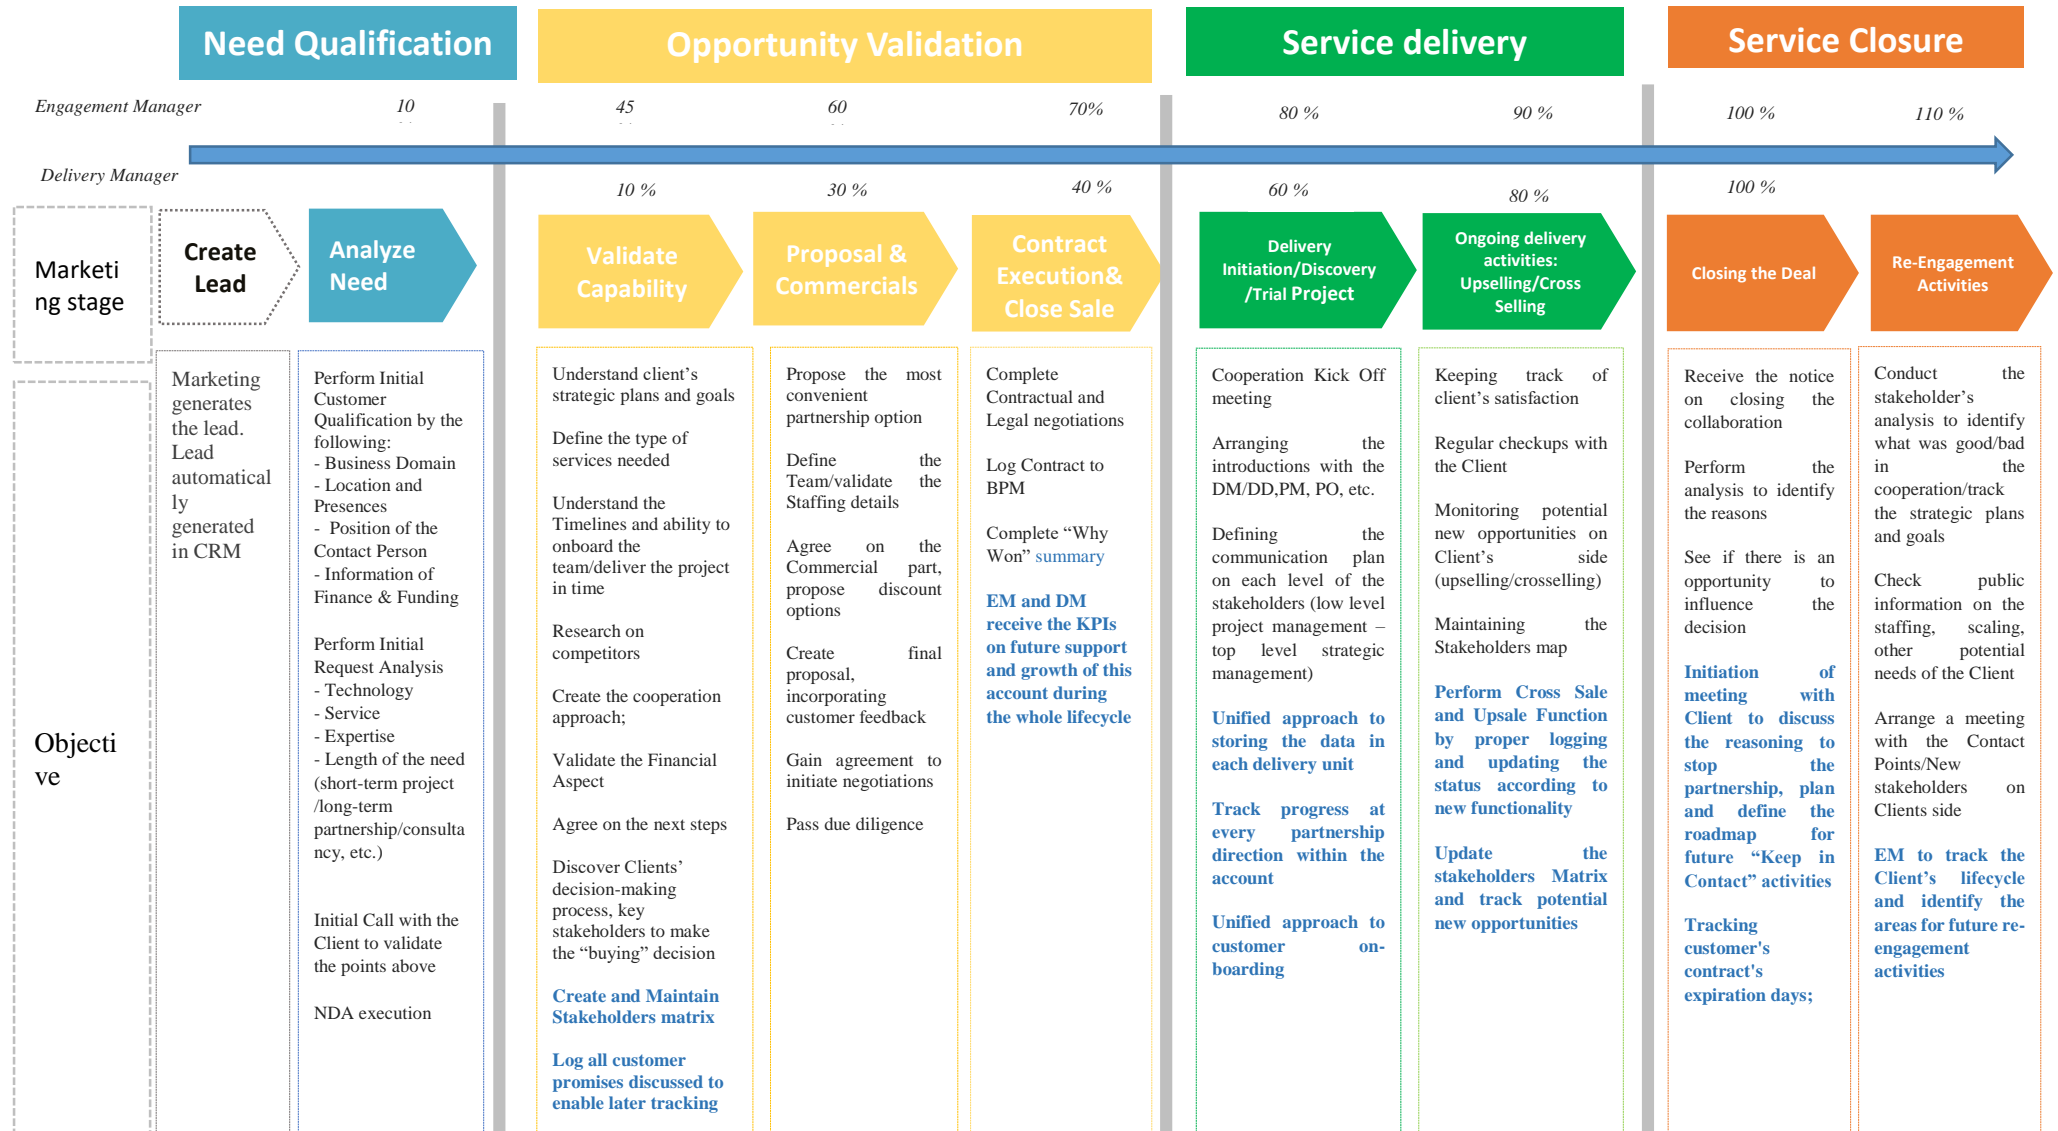 Need Qualification
Opportunity Validation
Service delivery
Service Closure
Engagement Manager
10
45
60
70%
80 %
90 %
100 %
110 %
Delivery Manager
10 %
30 %
40 %
60 %
80 %
100 %
Marketi
ng stage
Create
Lead
Analyze
Need
Validate
Capability
Proposal &
Commercials
Contract
Execution&
Close Sale
Delivery
Initiation/Discovery
/Trial Project
Ongoing delivery
activities:
Upselling/Cross
Selling
Closing the Deal
Re-Engagement
Activities
Objecti
ve
Marketing
generates
the lead.
Lead
automatical
ly
generated
in CRM
Perform Initial
Customer
Qualification by the
following:
- Business Domain
- Location and
Presences
- Position of the
Contact Person
- Information of
Finance & Funding
Perform Initial
Request Analysis
- Technology
- Service
- Expertise
- Length of the need
(short-term project
/long-term
partnership/consulta
ncy, etc.)
Initial Call with the
Client to validate
the points above
NDA execution
Understand client’s
strategic plans and goals
Define the type of
services needed
Understand the
Timelines and ability to
onboard the
team/deliver the project
in time
Research on
competitors
Create the cooperation
approach;
Validate the Financial
Aspect
Agree on the next steps
Discover Clients’
decision-making
process, key
stakeholders to make
the “buying” decision
Create and Maintain
Stakeholders matrix
Log all customer
promises discussed to
enable later tracking
Propose the most
convenient
partnership option
Define the
Team/validate the
Staffing details
Agree on the
Commercial part,
propose discount
options
Create final
proposal,
incorporating
customer feedback
Gain agreement to
initiate negotiations
Pass due diligence
Complete
Contractual and
Legal negotiations
Log Contract to
BPM
Complete “Why
Won” summary
EM and DM
receive the KPIs
on future support
and growth of this
account during
the whole lifecycle
Cooperation Kick Off
meeting
Arranging the
introductions with the
DM/DD,PM, PO, etc.
Defining the
communication plan
on each level of the
stakeholders (low level
project management –
top level strategic
management)
Unified approach to
storing the data in
each delivery unit
Track progress at
every partnership
direction within the
account
Unified approach to
customer on-
boarding
Keeping track of
client’s satisfaction
Regular checkups with
the Client
Monitoring potential
new opportunities on
Client’s side
(upselling/crosselling)
Maintaining the
Stakeholders map
Perform Cross Sale
and Upsale Function
by proper logging
and updating the
status according to
new functionality
Update the
stakeholders Matrix
and track potential
new opportunities
Receive the notice
on closing the
collaboration
Perform the
analysis to identify
the reasons
See if there is an
opportunity to
influence the
decision
Initiation of
meeting with
Client to discuss
the reasoning to
stop the
partnership, plan
and define the
roadmap for
future “Keep in
Contact” activities
Tracking
customer's
contract's
expiration days;
Conduct the
stakeholder’s
analysis to identify
what was good/bad
in the
cooperation/track
the strategic plans
and goals
Check public
information on the
staffing, scaling,
other potential
needs of the Client
Arrange a meeting
with the Contact
Points/New
stakeholders on
Clients side
EM to track the
Client’s lifecycle
and identify the
areas for future re-
engagement
activities